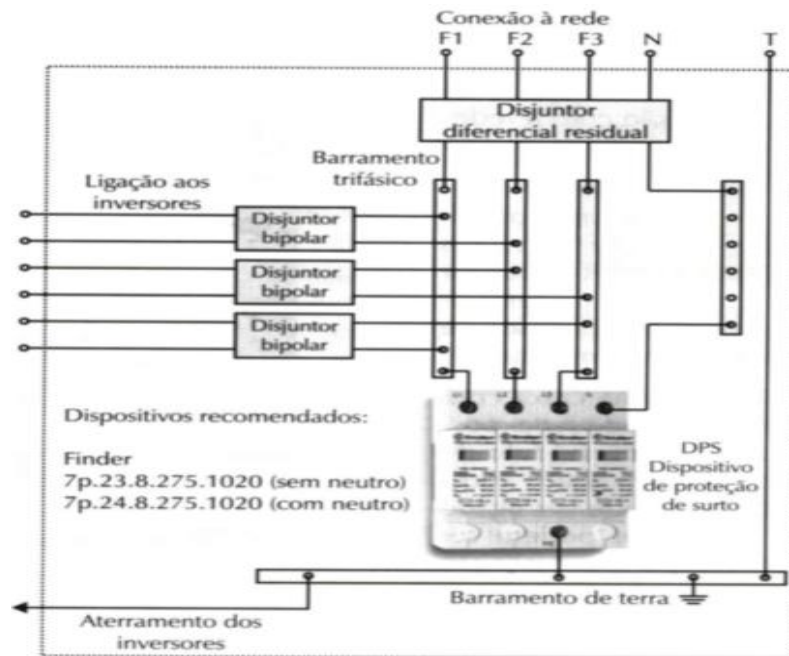 Conexão à rede
F1 F2 F3 N T
Disjuntor
diferencial residual
Barramento
trifásico
Ligação aos
inversores
Disjuntor
bipolar
Disjuntor
bipolar
Disjuntor
bipolar
Dispositivos recomendados:
Finder
7p.23.8.275.1020 (sem neutro)
7p.24.8.275.1020 (com neutro)
DPS
Dispositivo
de proteção
de surto
Barramento de terra
Aterramento dos
inversores